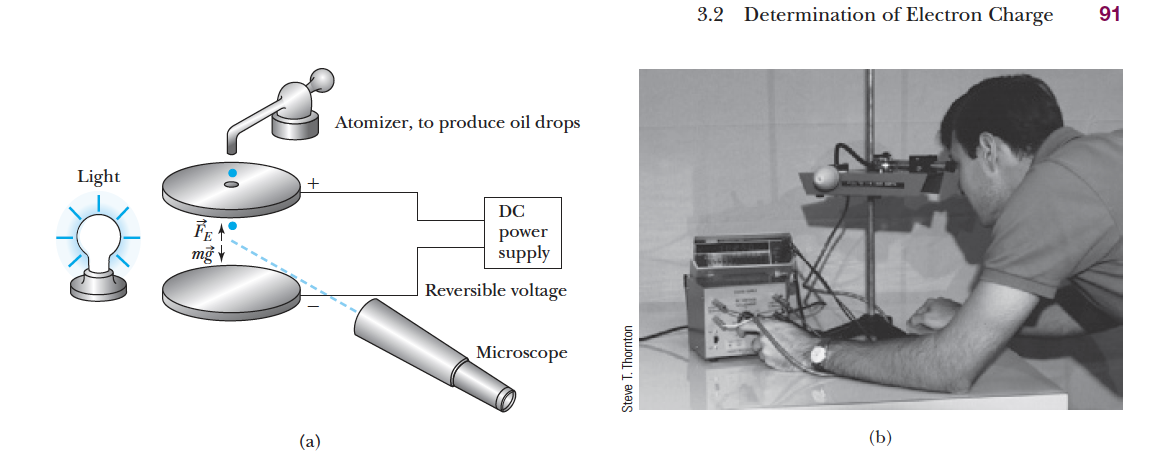 3.2 Determination of Electron Charge 91
Atomizer, to produce oil drops
Light
+
DC
power
supply
F⃗E
mg⃗
Reversible voltage
−
Microscope
Steve T. Thornton
(a)
(b)